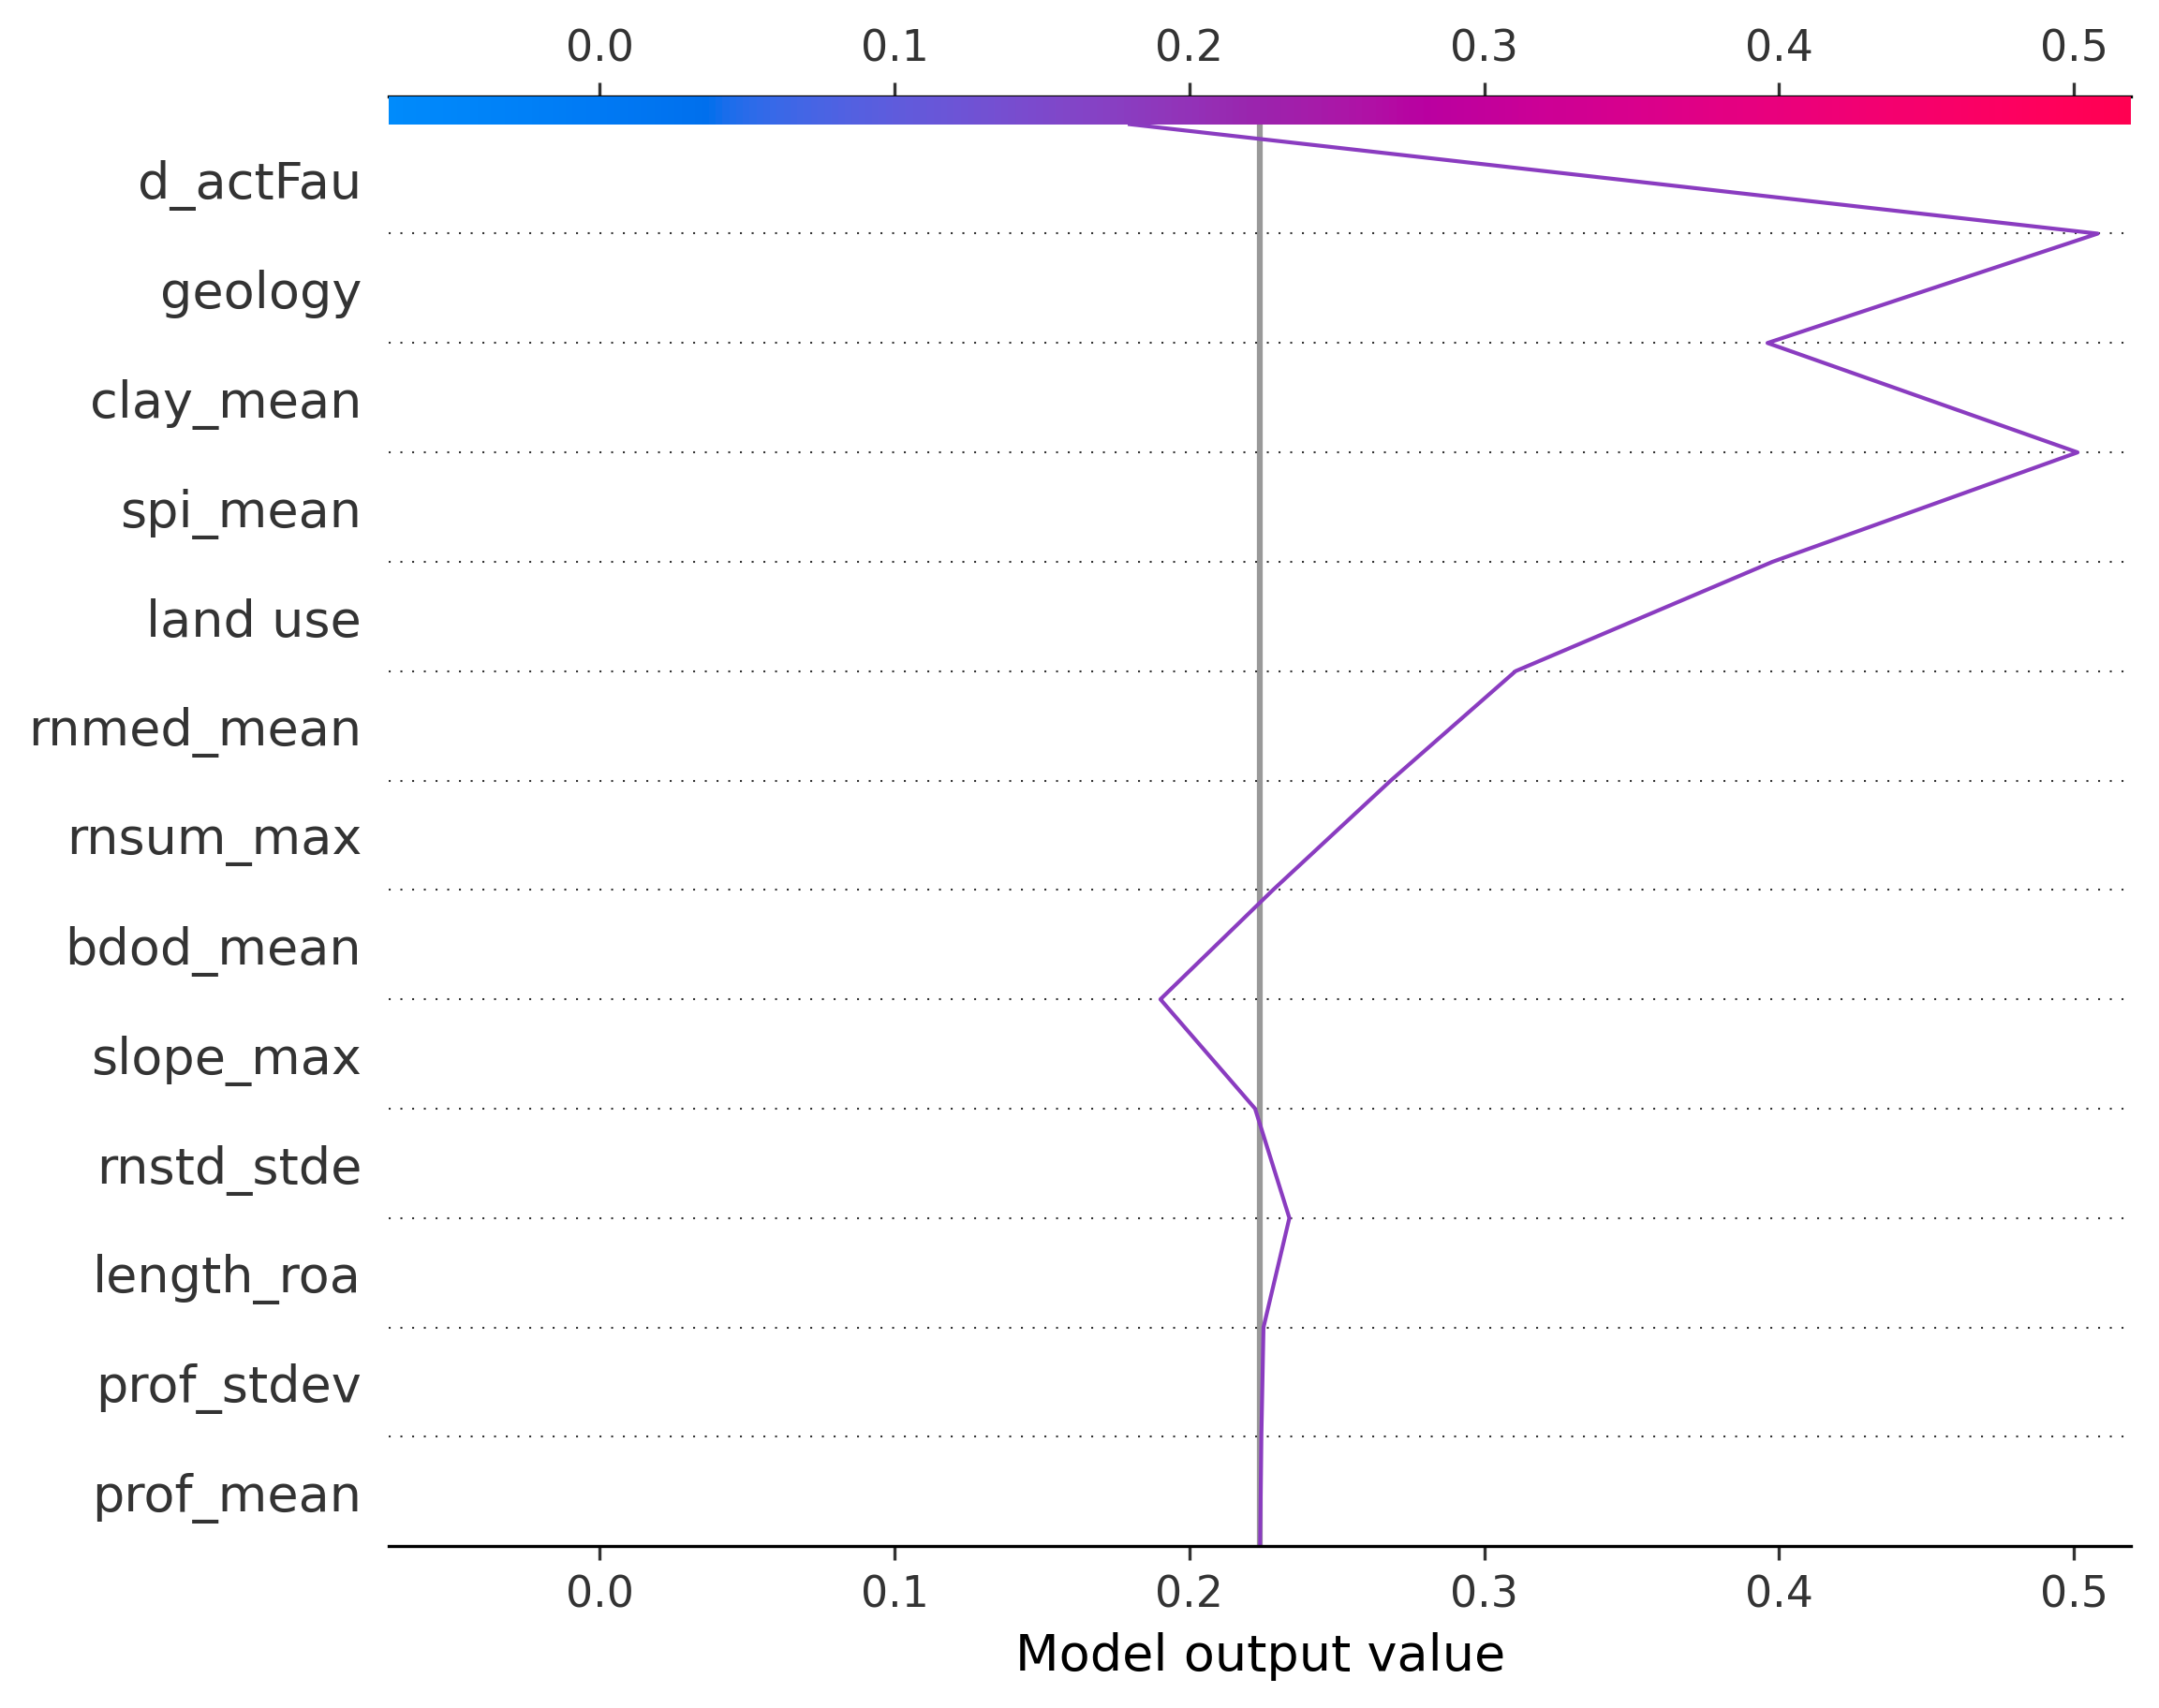 0.0 0.1 0.2 0.3 0.4 0.5
d_actFau
geology
clay_mean
spi_mean
land use
rnmed_mean
rnsum_max
bdod_mean
slope_max
rnstd_stde
length_roa
prof_stdev
prof_mean
0.0 0.1 0.2 0.3 0.4 0.5
Model output value